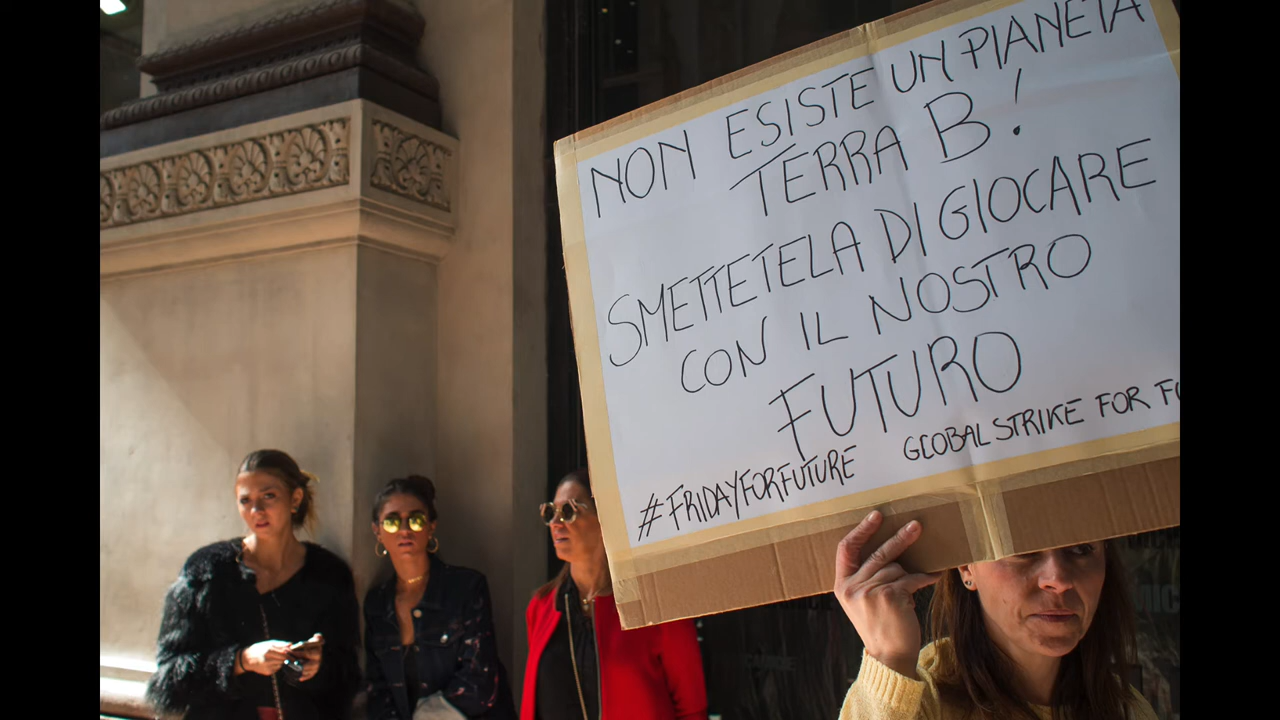 NON ESISTE UN PIANETA
TERRA B!
SMETTETELA DI GIOCARE
CON IL NOSTRO
FUTURO
#FRIDAYFORFUTURE GLOBAL STRIKE FOR